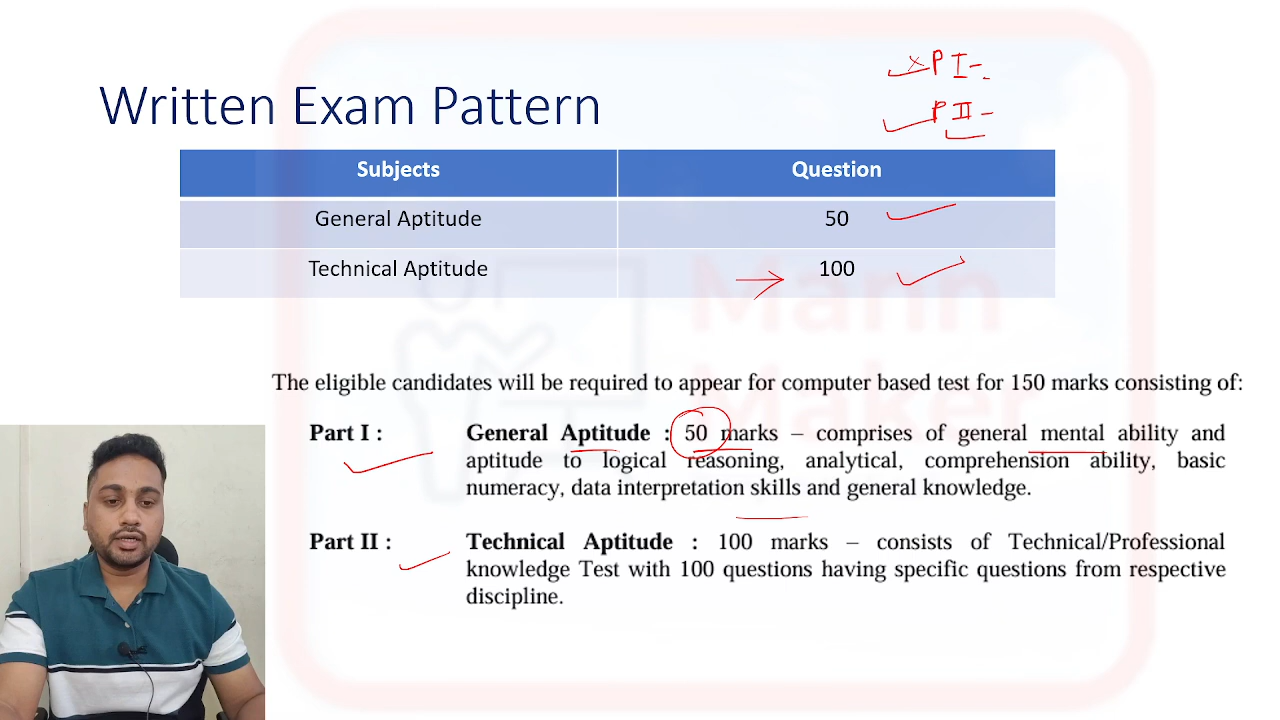 P I-
Written Exam Pattern
P II -
Subjects Question
General Aptitude 50
Technical Aptitude 100
Mann
Maker
The eligible candidates will be required to appear for computer based test for 150 marks consisting of:
Part I : General Aptitude : 50 marks – comprises of general mental ability and
aptitude to logical reasoning, analytical, comprehension ability, basic
numeracy, data interpretation skills and general knowledge.
Part II : Technical Aptitude : 100 marks – consists of Technical/Professional
knowledge Test with 100 questions having specific questions from respective
discipline.